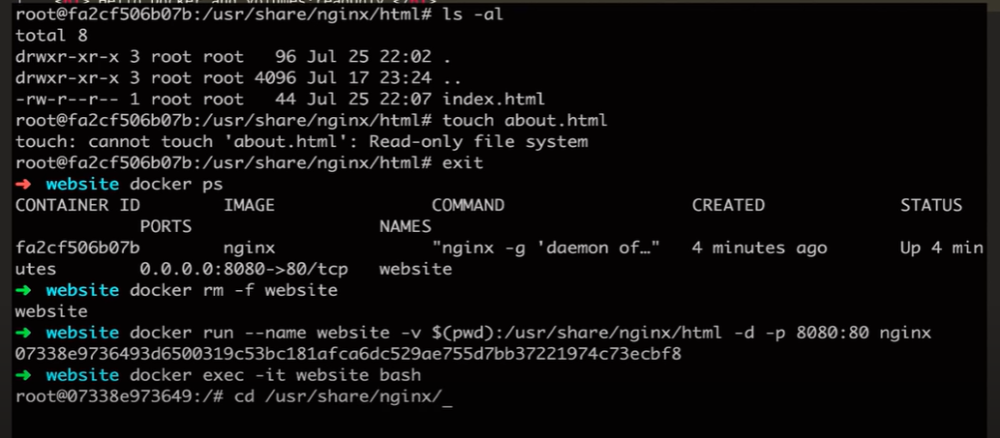 root@fa2cf506b07b:/usr/share/nginx/html# ls -al
total 8
drwxr-xr-x 3 root root   96 Jul 25 22:02 .
drwxr-xr-x 3 root root 4096 Jul 17 23:24 ..
-rw-r--r-- 1 root root   44 Jul 25 22:07 index.html
root@fa2cf506b07b:/usr/share/nginx/html# touch about.html
touch: cannot touch 'about.html': Read-only file system
root@fa2cf506b07b:/usr/share/nginx/html# exit
➜ website docker ps
CONTAINER ID        IMAGE               COMMAND                  CREATED             STATUS
            PORTS                  NAMES
fa2cf506b07b        nginx               "nginx -g 'daemon of…"   4 minutes ago       Up 4 min
utes        0.0.0.0:8080->80/tcp   website
➜ website docker rm -f website
website
➜ website docker run --name website -v $(pwd):/usr/share/nginx/html -d -p 8080:80 nginx
07338e9736493d6500319c53bc181afca6dc529ae755d7bb37221974c73ecbf8
➜ website docker exec -it website bash
root@07338e973649:/# cd /usr/share/nginx/_